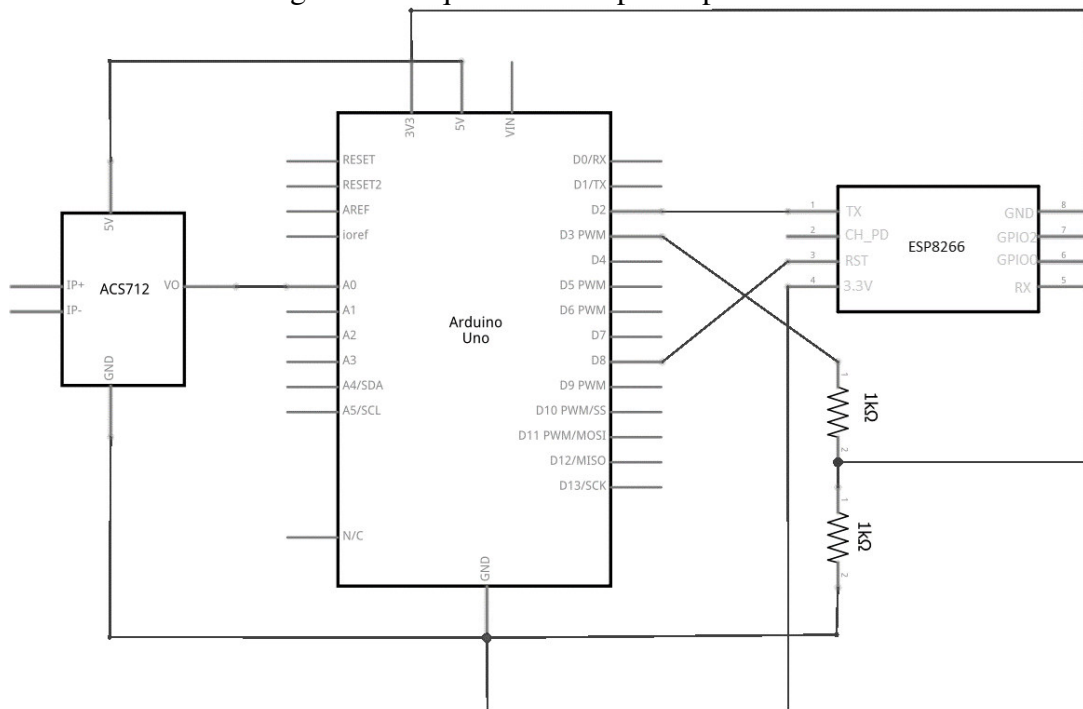 3V3
5V
VIN
RESET
RESET2
AREF
ioref
A0
A1
A2
A3
A4/SDA
A5/SCL
N/C
GND
Arduino
Uno
D0/RX
D1/TX
D2
D3 PWM
D4
D5 PWM
D6 PWM
D7
D8
D9 PWM
D10 PWM/SS
D11 PWM/MOSI
D12/MISO
D13/SCK
5V
IP+
IP-
ACS712
VO
GND
1
TX
2
CH_PD
3
RST
4
3.3V
ESP8266
GND
8
GPIO2
7
GPIO0
6
RX
5
1
1kΩ
2
1
1kΩ
2